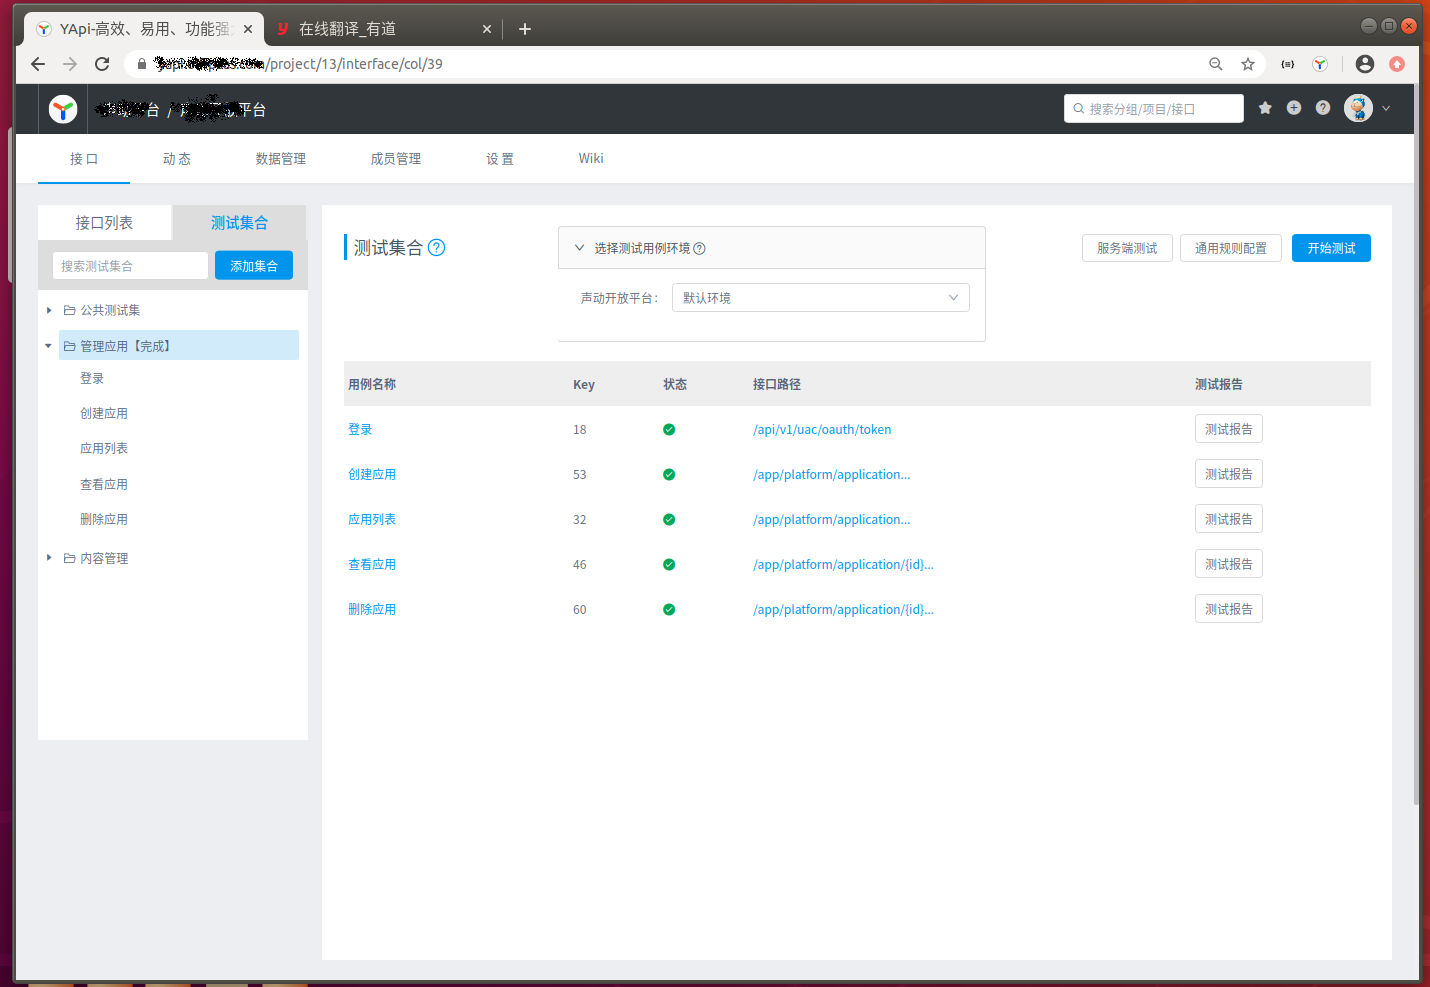 YApi-高效、易用、功能强
在线翻译_有道
/project/13/interface/col/39
台 / 平台
搜索分组/项目/接口
接口 动态 数据管理 成员管理 设置 Wiki
接口列表 测试集合
搜索测试集合 添加集合
公共测试集
管理应用【完成】
登录
创建应用
应用列表
查看应用
删除应用
内容管理
测试集合
选择测试用例环境
声动开放平台: 默认环境
服务端测试 通用规则配置 开始测试
用例名称 Key 状态 接口路径 测试报告
登录 18 /api/v1/uac/oauth/token 测试报告
创建应用 53 /app/platform/application... 测试报告
应用列表 32 /app/platform/application... 测试报告
查看应用 46 /app/platform/application/{id}... 测试报告
删除应用 60 /app/platform/application/{id}... 测试报告